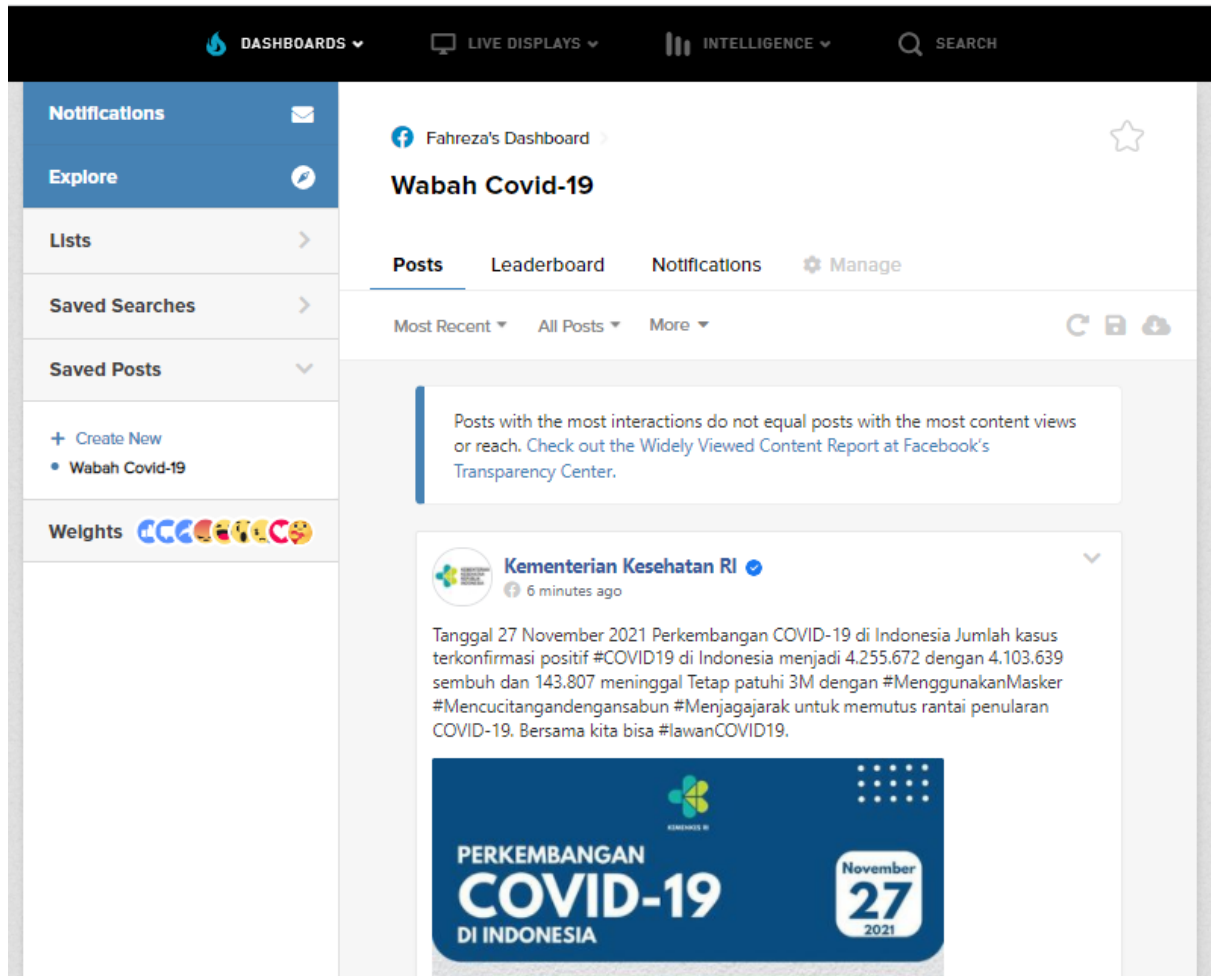 DASHBOARDS
LIVE DISPLAYS
INTELLIGENCE
SEARCH
Notifications
Explore
Lists
Saved Searches
Saved Posts
+ Create New
• Wabah Covid-19
Weights
Fahreza's Dashboard
Wabah Covid-19
Posts
Leaderboard
Notifications
Manage
Most Recent
All Posts
More
Posts with the most interactions do not equal posts with the most content views
or reach. Check out the Widely Viewed Content Report at Facebook's
Transparency Center.
Kementerian Kesehatan RI
6 minutes ago
Tanggal 27 November 2021 Perkembangan COVID-19 di Indonesia Jumlah kasus
terkonfirmasi positif #COVID19 di Indonesia menjadi 4.255.672 dengan 4.103.639
sembuh dan 143.807 meninggal Tetap patuhi 3M dengan #MenggunakanMasker
#Mencucitangandengansabun #Menjagajarak untuk memutus rantai penularan
COVID-19. Bersama kita bisa #lawanCOVID19.
KEMENKES RI
PERKEMBANGAN
COVID-19
DI INDONESIA
November
27
2021